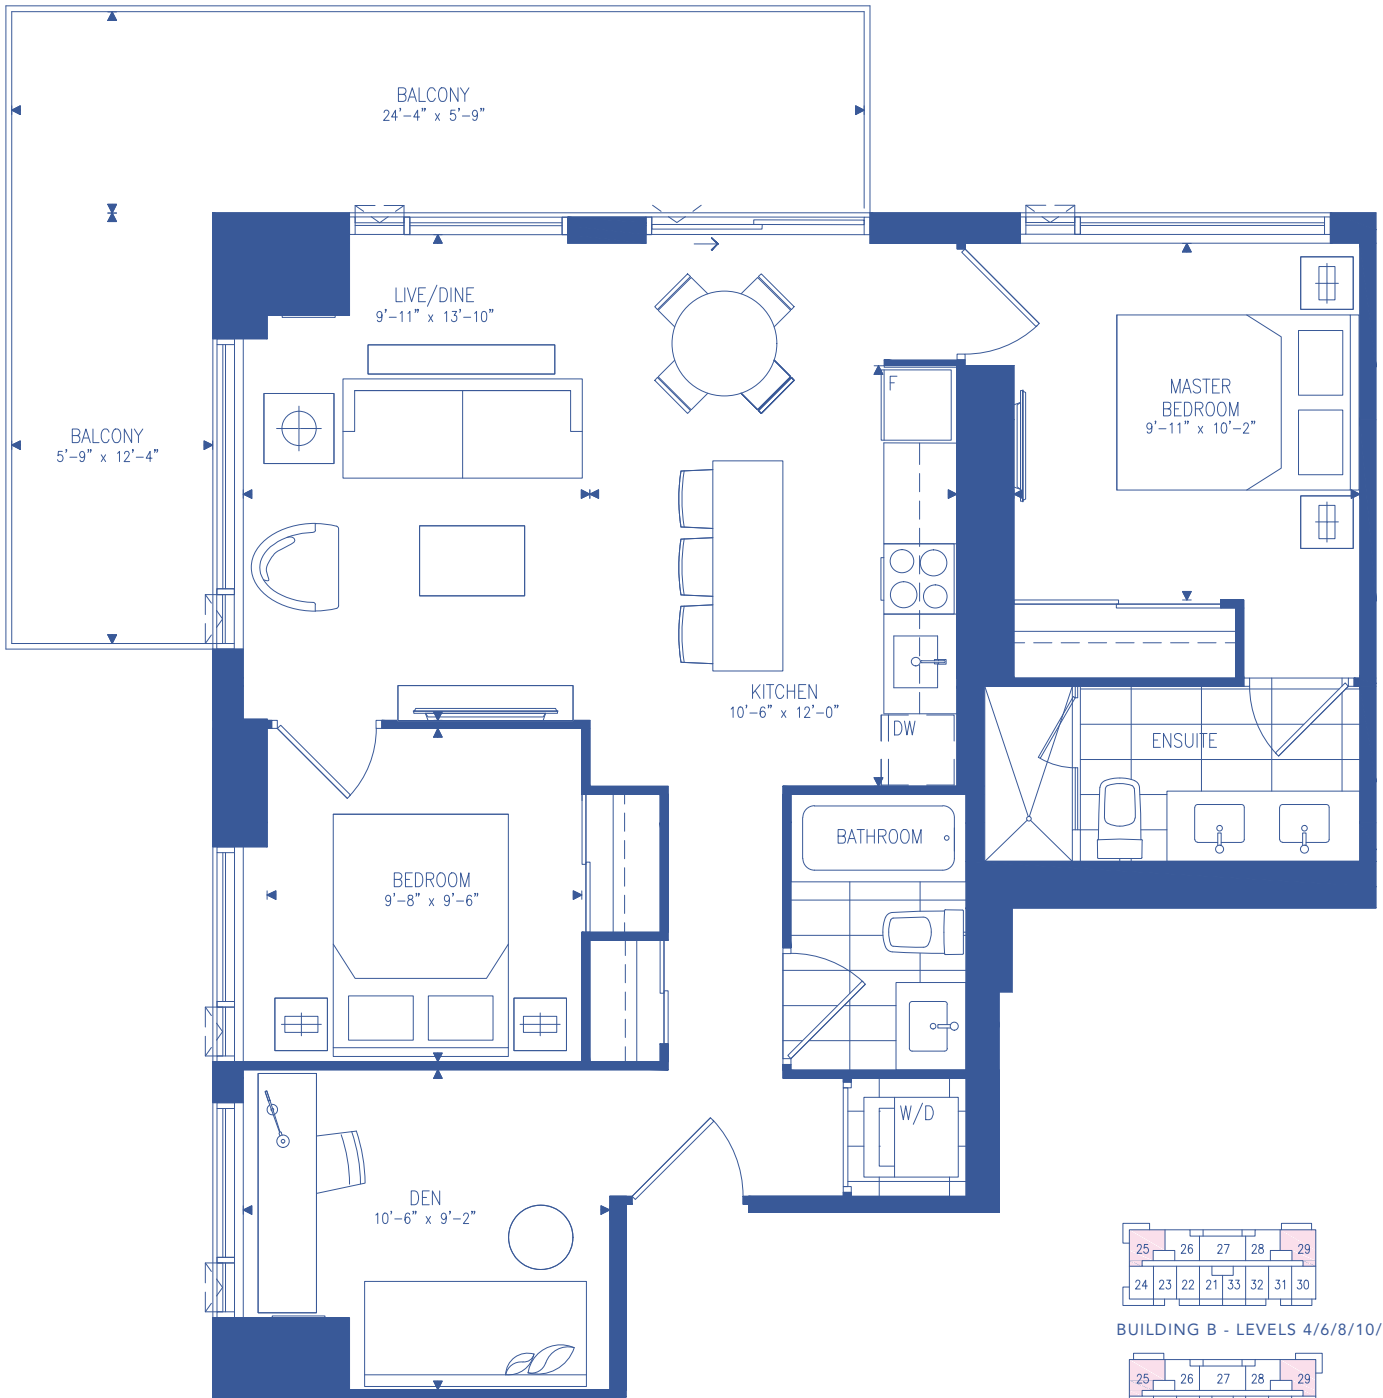 BALCONY
24'-4" x 5'-9"
LIVE/DINE
9'-11" x 13'-10"
BALCONY
5'-9" x 12'-4"
F
MASTER
BEDROOM
9'-11" x 10'-2"
KITCHEN
10'-6" x 12'-0"
DW
ENSUITE
BATHROOM
BEDROOM
9'-8" x 9'-6"
W/D
DEN
10'-6" x 9'-2"
25 26 27 28 29
24 23 22 21 33 32 31 30
BUILDING B - LEVELS 4/6/8/10/
25 26 27 28 29